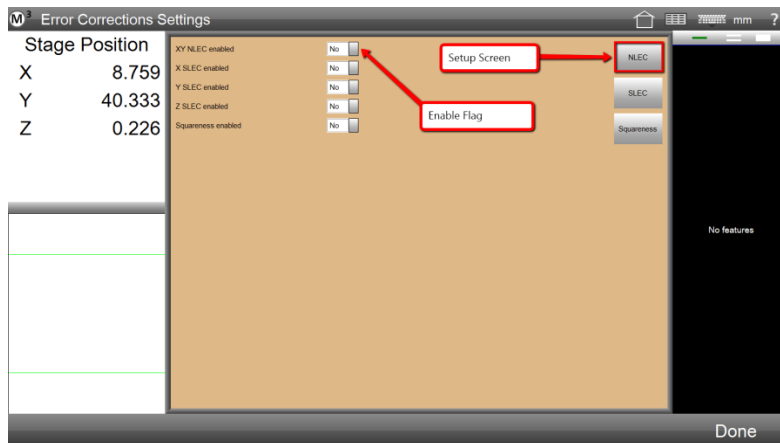 M3 Error Corrections Settings mm ?
Stage Position
X 8.759
Y 40.333
Z 0.226
XY NLEC enabled No
X SLEC enabled No
Y SLEC enabled No
Z SLEC enabled No
Squareness enabled No
Setup Screen
Enable Flag
NLEC
SLEC
Squareness
No features
Done